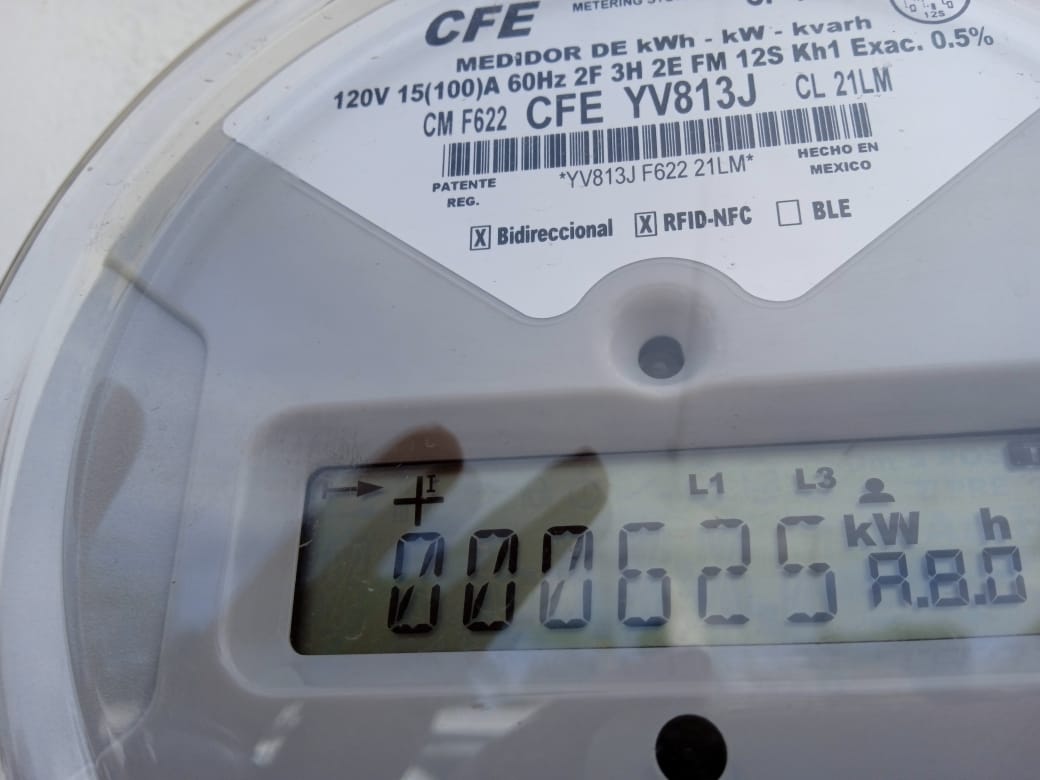 CFE
MEDIDOR DE kWh - kW - kvarh
120V 15(100)A 60Hz 2F 3H 2E FM 12S Kh1 Exac. 0.5%
CM F622 CFE YV813J CL 21LM
*YV813J F622 21LM*
PATENTE
REG.
HECHO EN
MEXICO
X Bidireccional X RFID-NFC BLE
L1 L3
000625 kW h
A.8.0